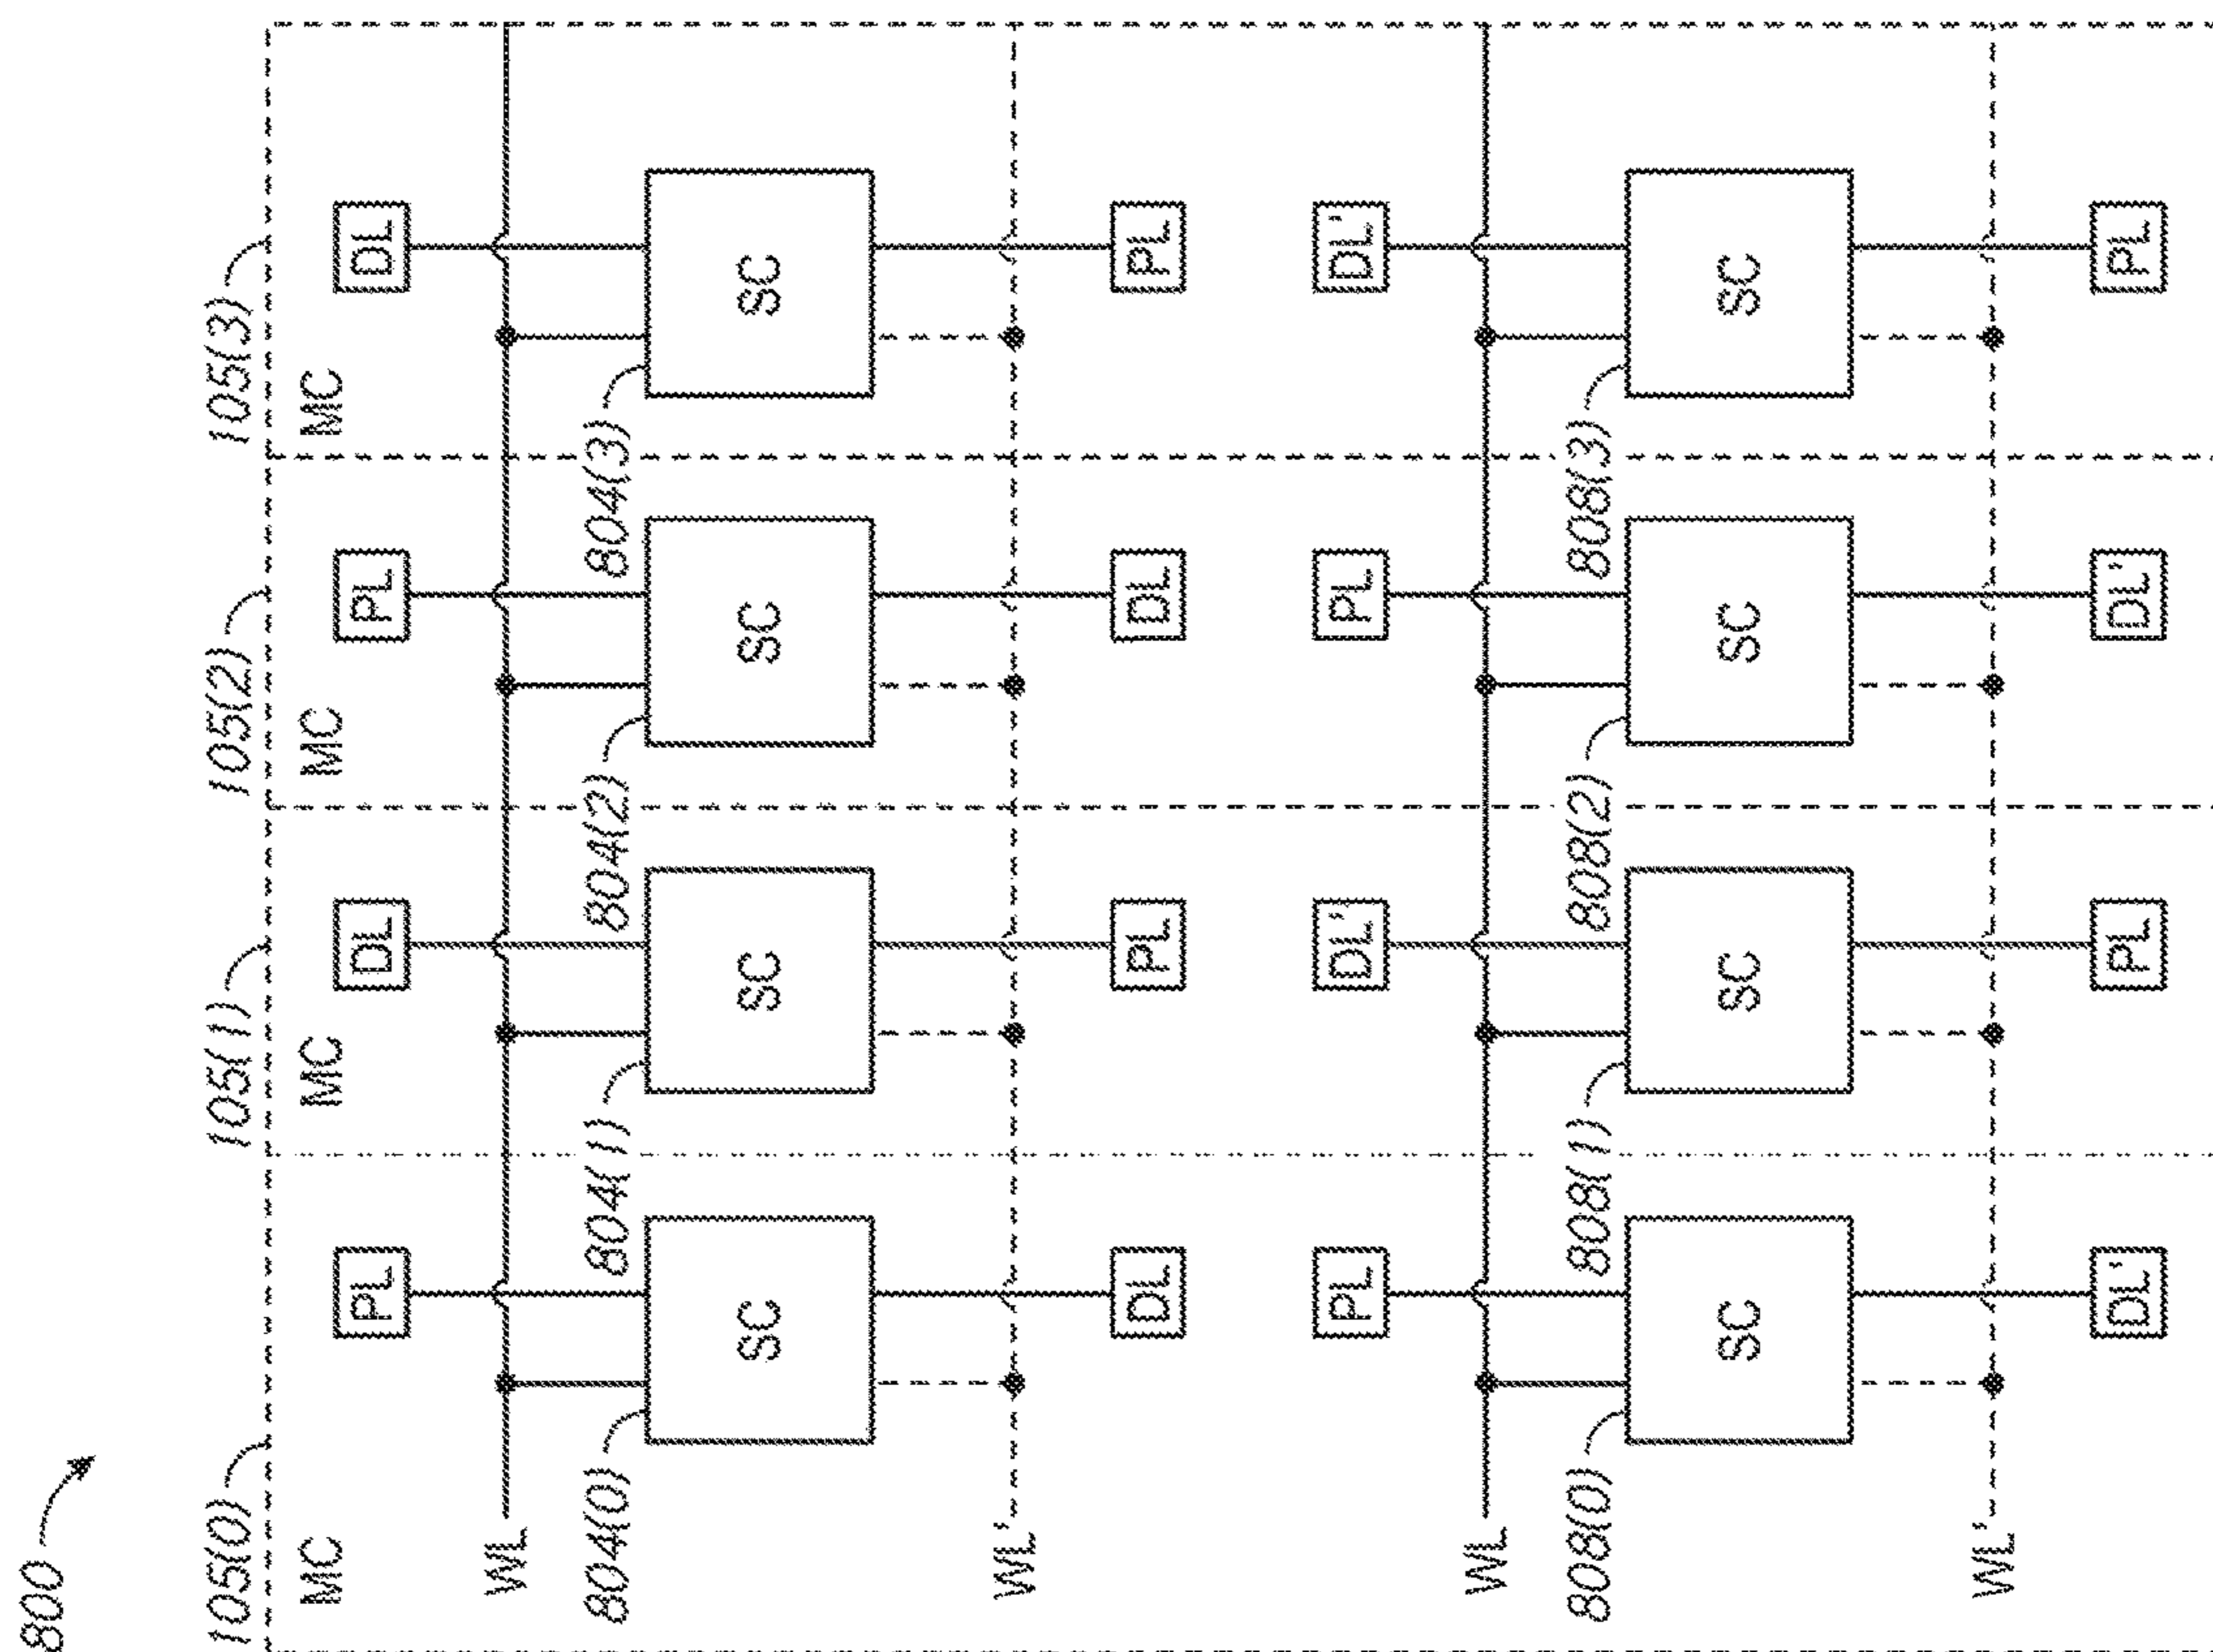 800
105(0) 105(1) 105(2) 105(3)
MC MC MC MC
PL DL PL DL
WL
804(0) 804(1) 804(2) 804(3)
SC SC SC SC
WL'
DL PL DL PL
PL DL' PL DL'
WL
808(0) 808(1) 808(2) 808(3)
SC SC SC SC
WL'
DL' PL DL' PL